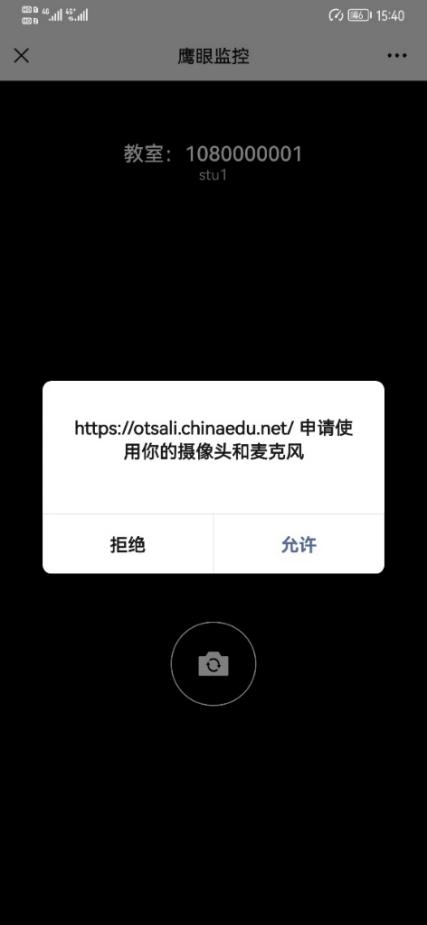 15:40
鹰眼监控
教室：1080000001
stu1
https://otsali.chinaedu.net/ 申请使
用你的摄像头和麦克风
拒绝
允许